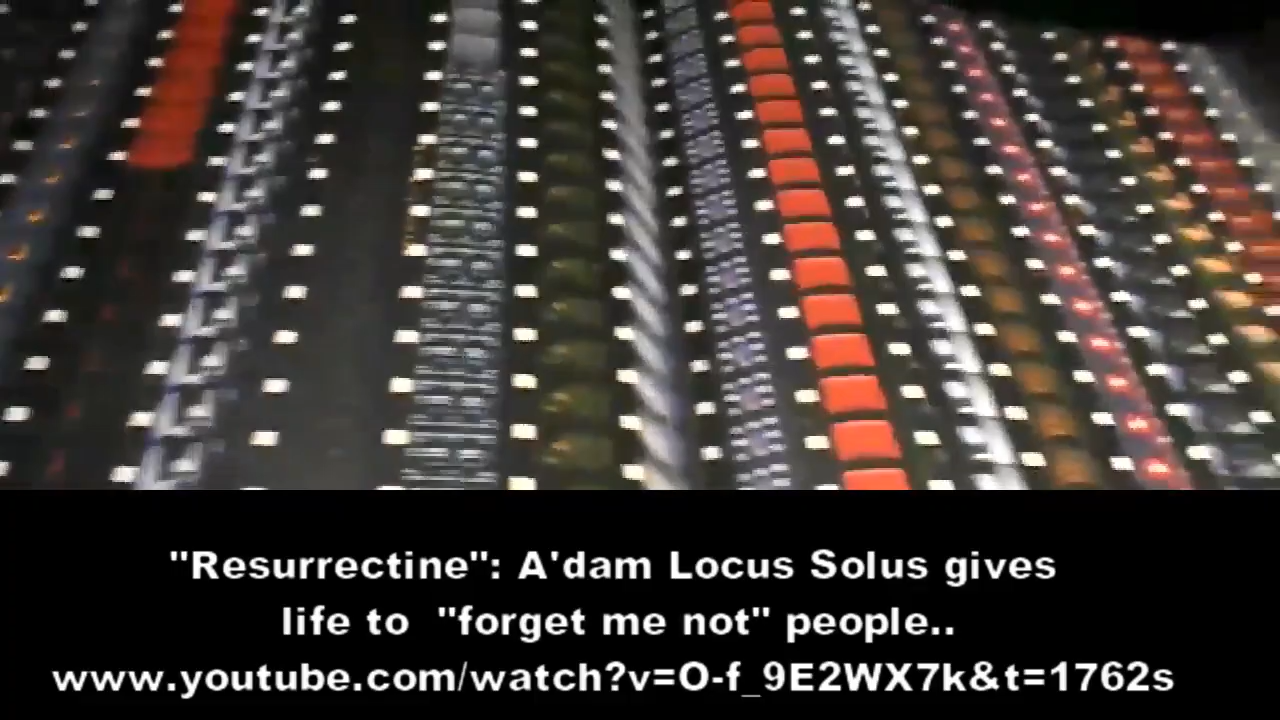 "Resurrectine": A'dam Locus Solus gives
life to "forget me not" people..
www.youtube.com/watch?v=O-f_9E2WX7k&t=1762s